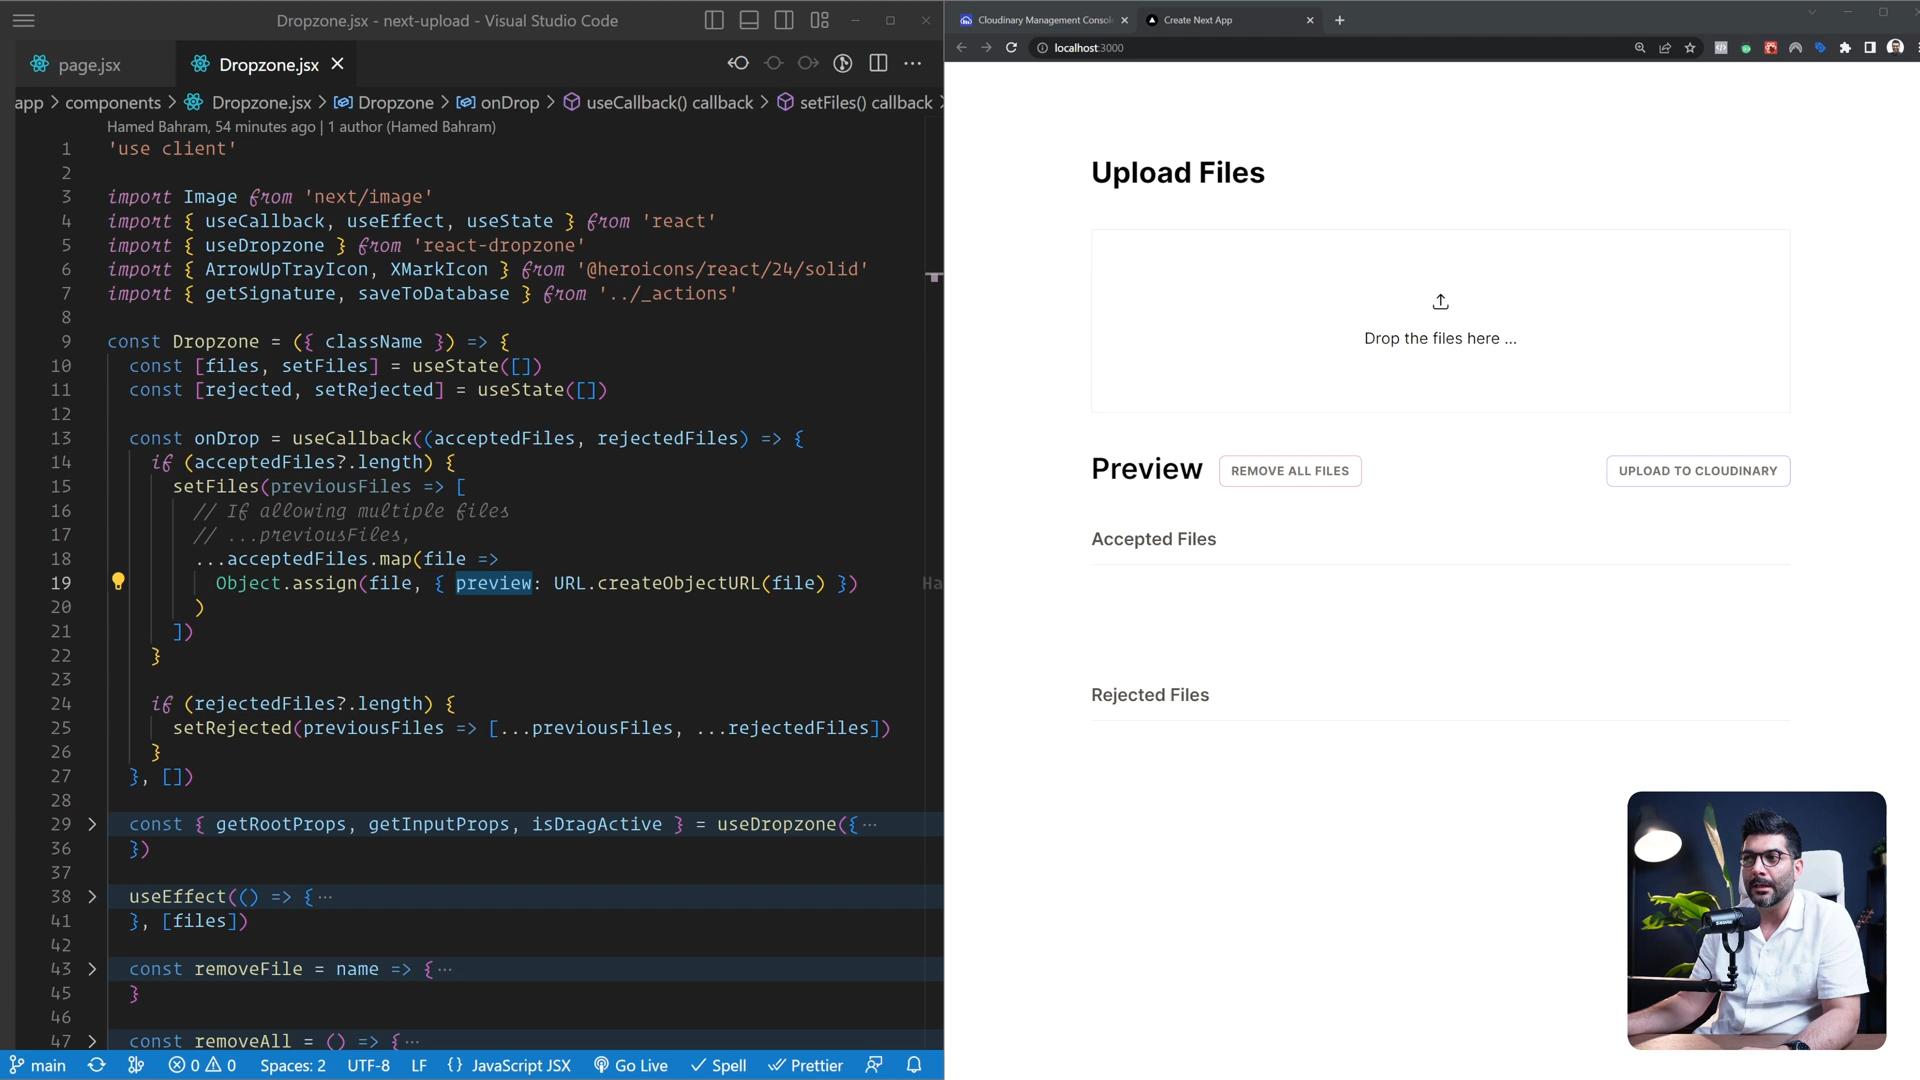 Dropzone.jsx - next-upload - Visual Studio Code
page.jsx
Dropzone.jsx
app > components > Dropzone.jsx > Dropzone > onDrop > useCallback() callback > setFiles() callback
Hamed Bahram, 54 minutes ago | 1 author (Hamed Bahram)
1 'use client'
2
3 import Image from 'next/image'
4 import { useCallback, useEffect, useState } from 'react'
5 import { useDropzone } from 'react-dropzone'
6 import { ArrowUpTrayIcon, XMarkIcon } from '@heroicons/react/24/solid'
7 import { getSignature, saveToDatabase } from '../_actions'
8
9 const Dropzone = ({ className }) => {
10 const [files, setFiles] = useState([])
11 const [rejected, setRejected] = useState([])
12
13 const onDrop = useCallback((acceptedFiles, rejectedFiles) => {
14 if (acceptedFiles?.length) {
15 setFiles(previousFiles => [
16 // If allowing multiple files
17 // ...previousFiles,
18 ...acceptedFiles.map(file =>
19 Object.assign(file, { preview: URL.createObjectURL(file) }) Ha
20 )
21 ])
22 }
23
24 if (rejectedFiles?.length) {
25 setRejected(previousFiles => [...previousFiles, ...rejectedFiles])
26 }
27 }, [])
28
29 const { getRootProps, getInputProps, isDragActive } = useDropzone({ ...
36 })
37
38 useEffect(() => { ...
41 }, [files])
42
43 const removeFile = name => { ...
45 }
46
47 const removeAll = () => { ...
main 0 0 Spaces: 2 UTF-8 LF {} JavaScript JSX Go Live Spell Prettier
Cloudinary Management Consol
Create Next App
localhost:3000
Upload Files
Drop the files here ...
Preview
REMOVE ALL FILES
UPLOAD TO CLOUDINARY
Accepted Files
Rejected Files